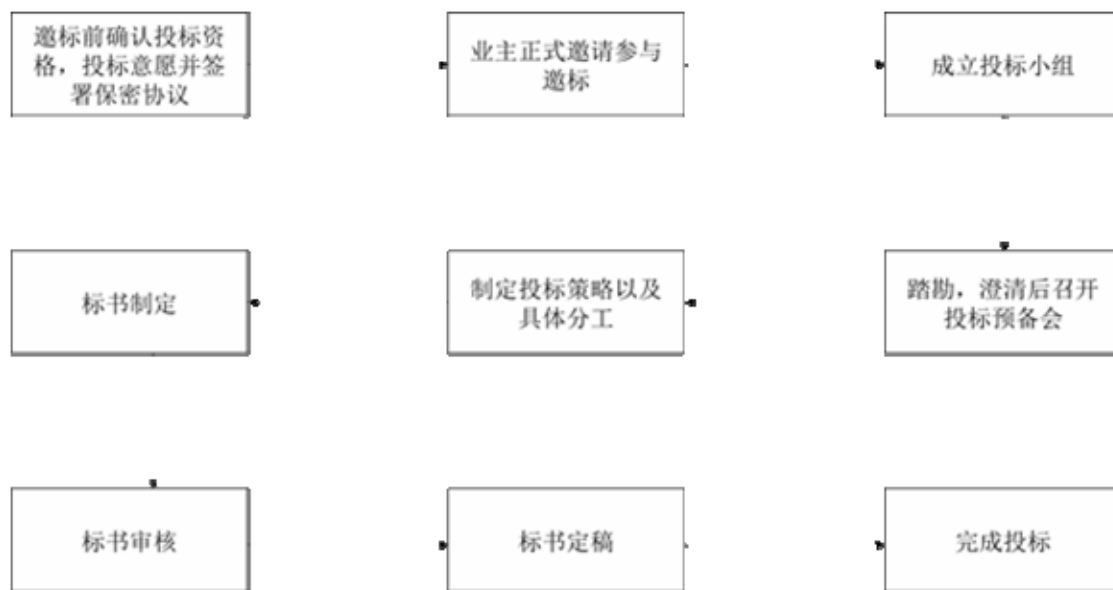 邀标前确认投标资
格，投标意愿并签
署保密协议
业主正式邀请参与
邀标
成立投标小组
标书制定
制定投标策略以及
具体分工
踏勘，澄清后召开
投标预备会
标书审核
标书定稿
完成投标